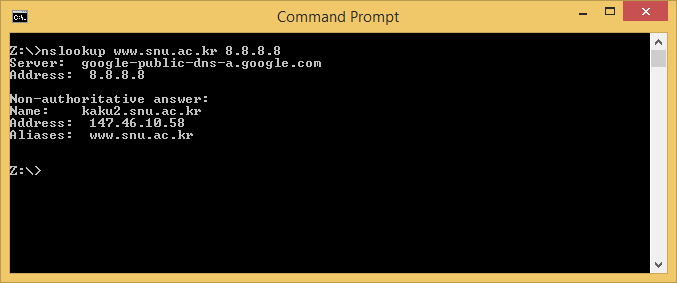 Command Prompt
Z:\>nslookup www.snu.ac.kr 8.8.8.8
Server:  google-public-dns-a.google.com
Address:  8.8.8.8
Non-authoritative answer:
Name:    kaku2.snu.ac.kr
Address:  147.46.10.58
Aliases:  www.snu.ac.kr
Z:\>